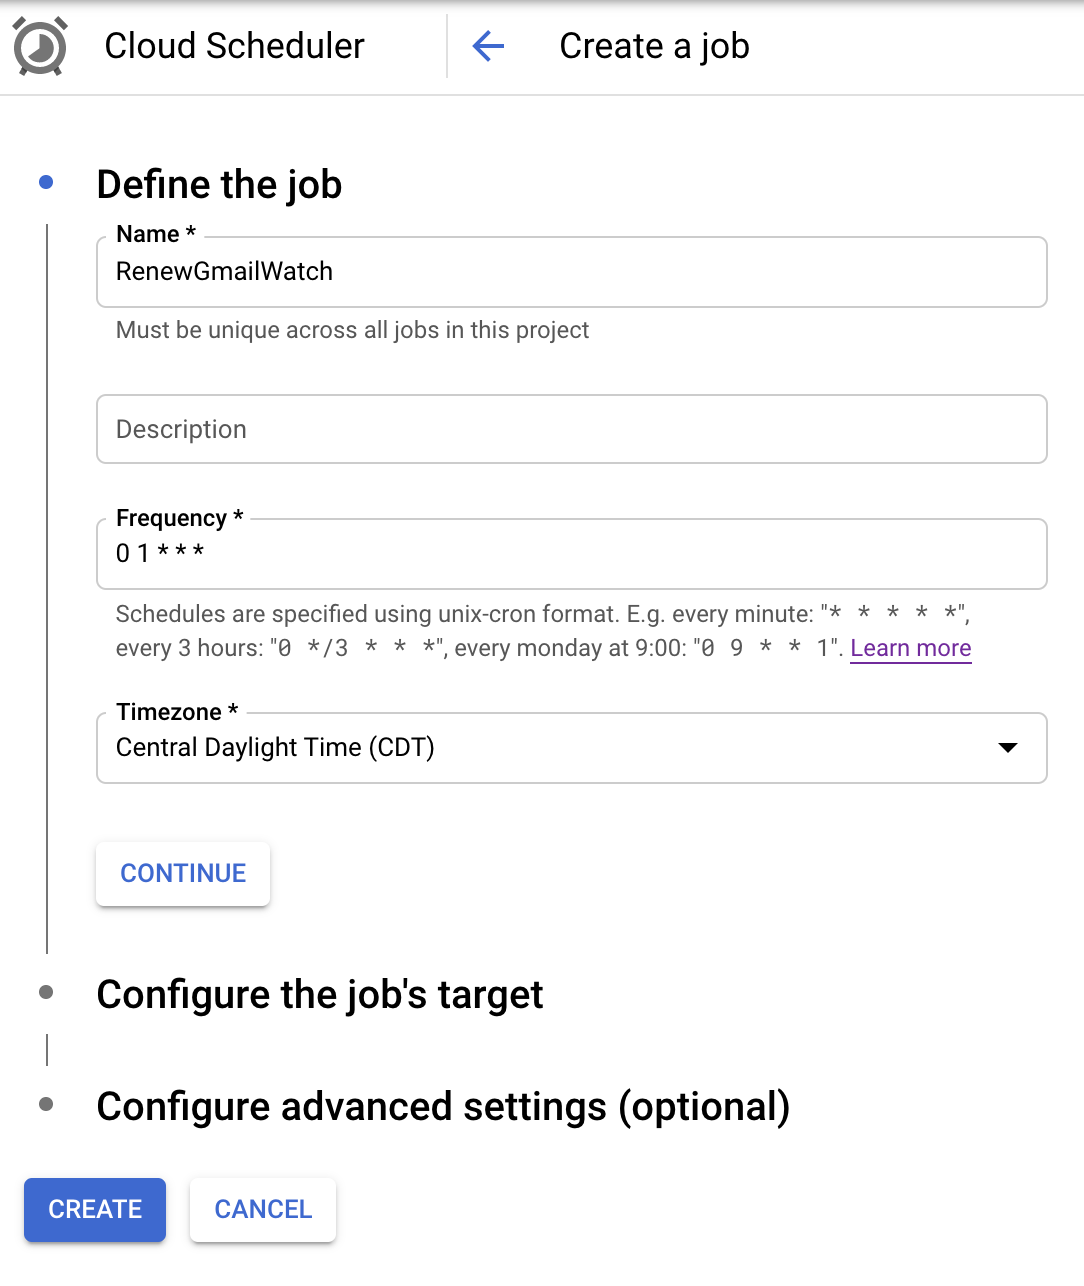 Cloud Scheduler
Create a job
Define the job
Name *
RenewGmailWatch
Must be unique across all jobs in this project
Description
Frequency *
0 1 * * *
Schedules are specified using unix-cron format. E.g. every minute: "* * * * *",
every 3 hours: "0 */3 * * *", every monday at 9:00: "0 9 * * 1". Learn more
Timezone *
Central Daylight Time (CDT)
CONTINUE
Configure the job's target
Configure advanced settings (optional)
CREATE
CANCEL